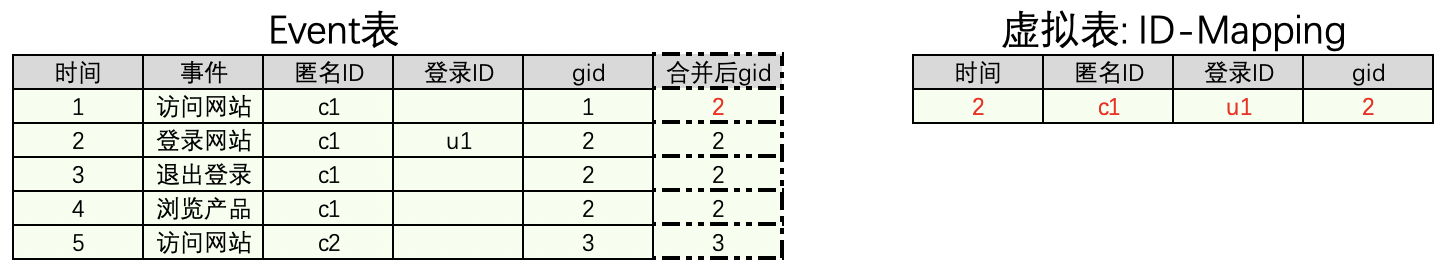 Event表
时间 事件 匿名ID 登录ID gid 合并后gid
1 访问网站 c1 1 2
2 登录网站 c1 u1 2 2
3 退出登录 c1 2 2
4 浏览产品 c1 2 2
5 访问网站 c2 3 3
虚拟表: ID-Mapping
时间 匿名ID 登录ID gid
2 c1 u1 2